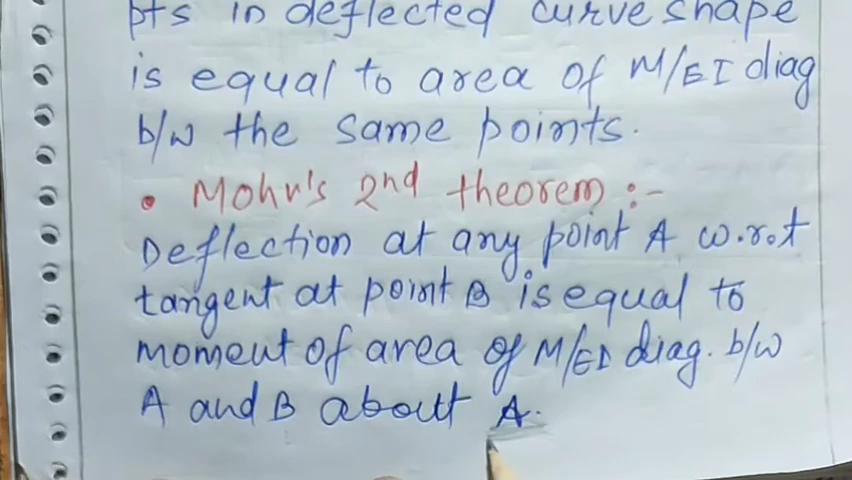 pts in deflected curve shape
is equal to area of M/EI diag
b/w the same points.
• Mohr's 2nd theorem :-
Deflection at any point A w.r.t
tangent at point B is equal to
moment of area of M/EI diag. b/w
A and B about A.